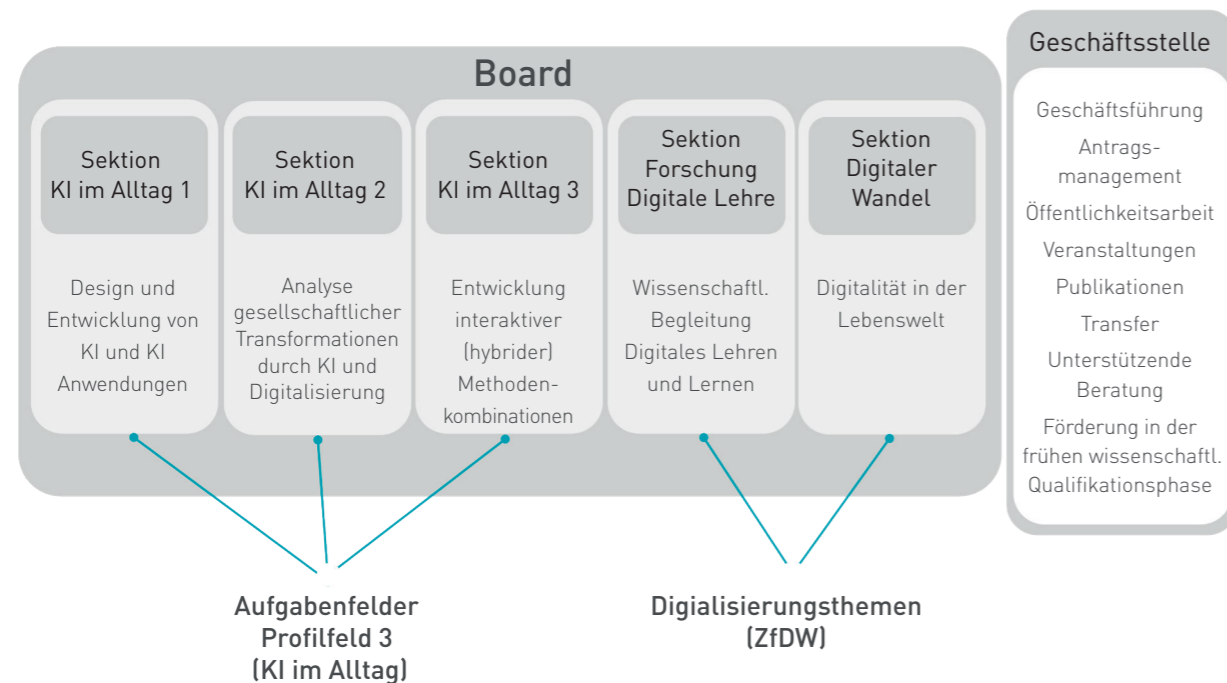 Board
Sektion
KI im Alltag 1
Design und
Entwicklung von
KI und KI
Anwendungen
Sektion
KI im Alltag 2
Analyse
gesellschaftlicher
Transformationen
durch KI und
Digitalisierung
Sektion
KI im Alltag 3
Entwicklung
interaktiver
(hybrider)
Methoden-
kombinationen
Sektion
Forschung
Digitale Lehre
Wissenschaftl.
Begleitung
Digitales Lehren
und Lernen
Sektion
Digitaler
Wandel
Digitalität in der
Lebenswelt
Aufgabenfelder
Profilfeld 3
(KI im Alltag)
Digialisierungsthemen
(ZfDW)
Geschäftsstelle
Geschäftsführung
Antrags-
management
Öffentlichkeitsarbeit
Veranstaltungen
Publikationen
Transfer
Unterstützende
Beratung
Förderung in der
frühen wissenschaftl.
Qualifikationsphase